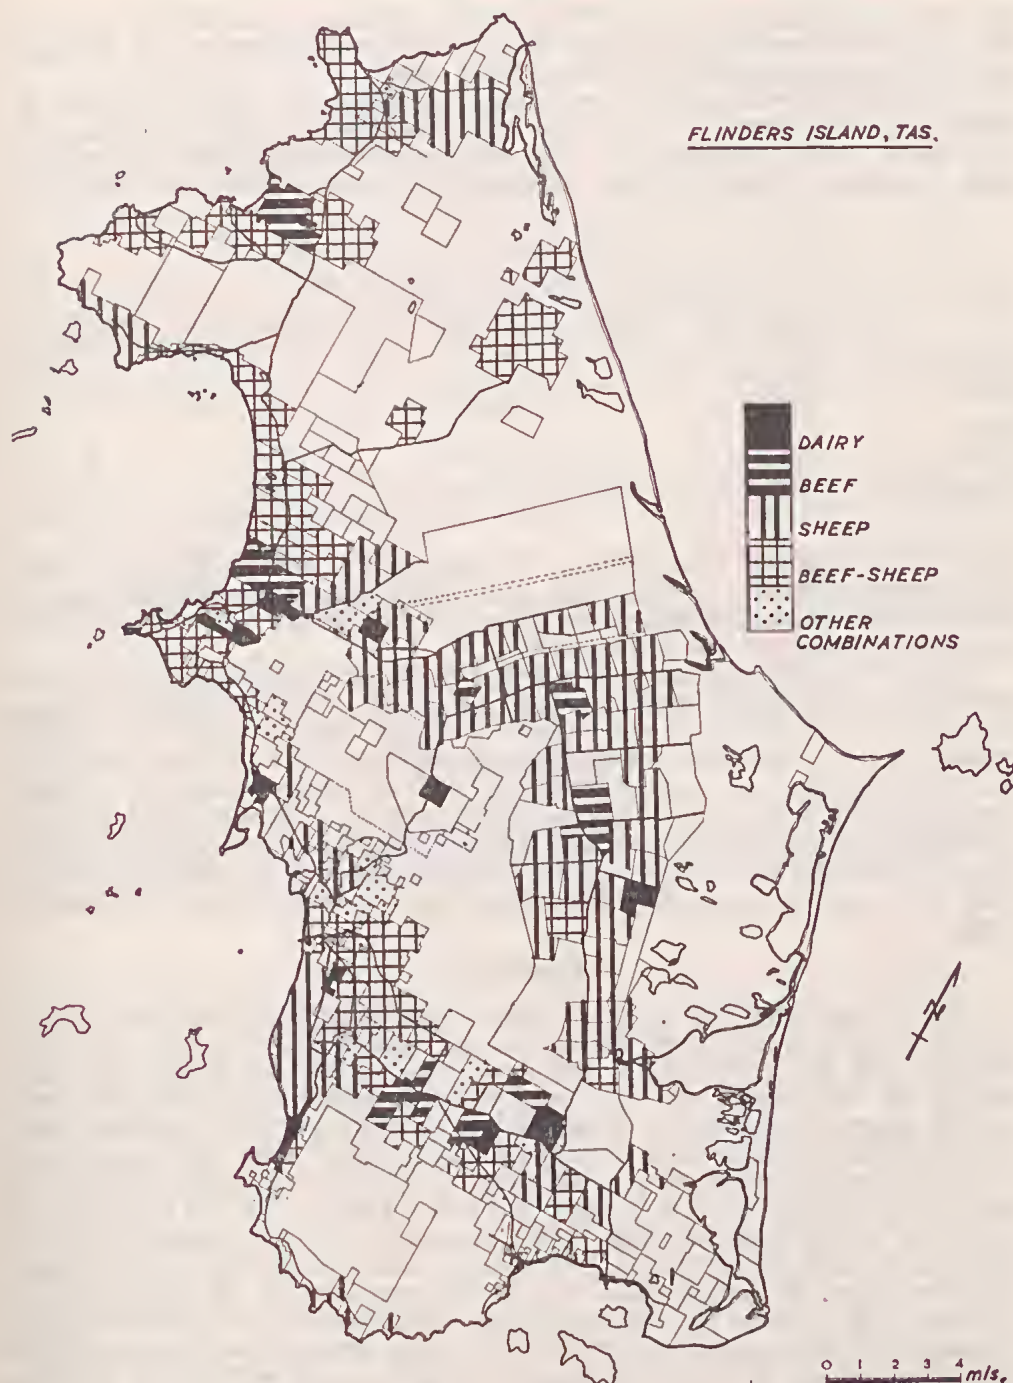 FLINDERS ISLAND, TAS.
DAIRY
BEEF
SHEEP
BEEF-SHEEP
OTHER
COMBINATIONS
N
0 1 2 3 4 mls.